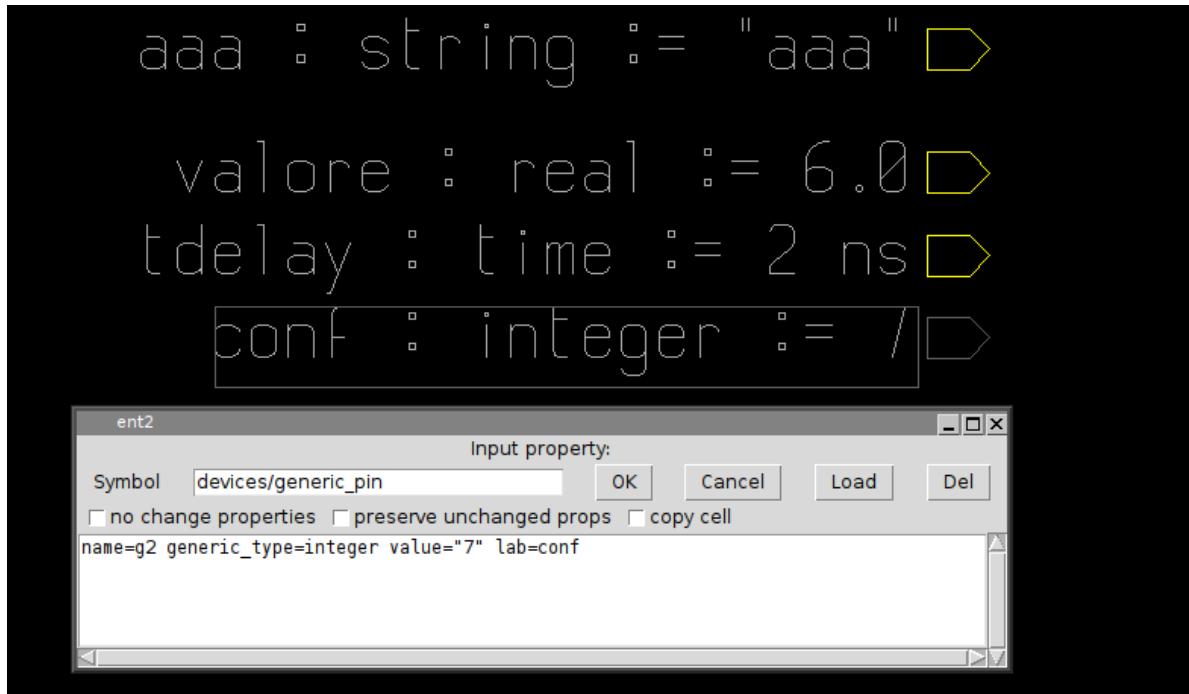 aaa : string := "aaa"
valore : real := 6.0
tdelay : time := 2 ns
conf : integer := 7
ent2
Input property:
Symbol devices/generic_pin OK Cancel Load Del
no change properties preserve unchanged props copy cell
name=g2 generic_type=integer value="7" lab=conf